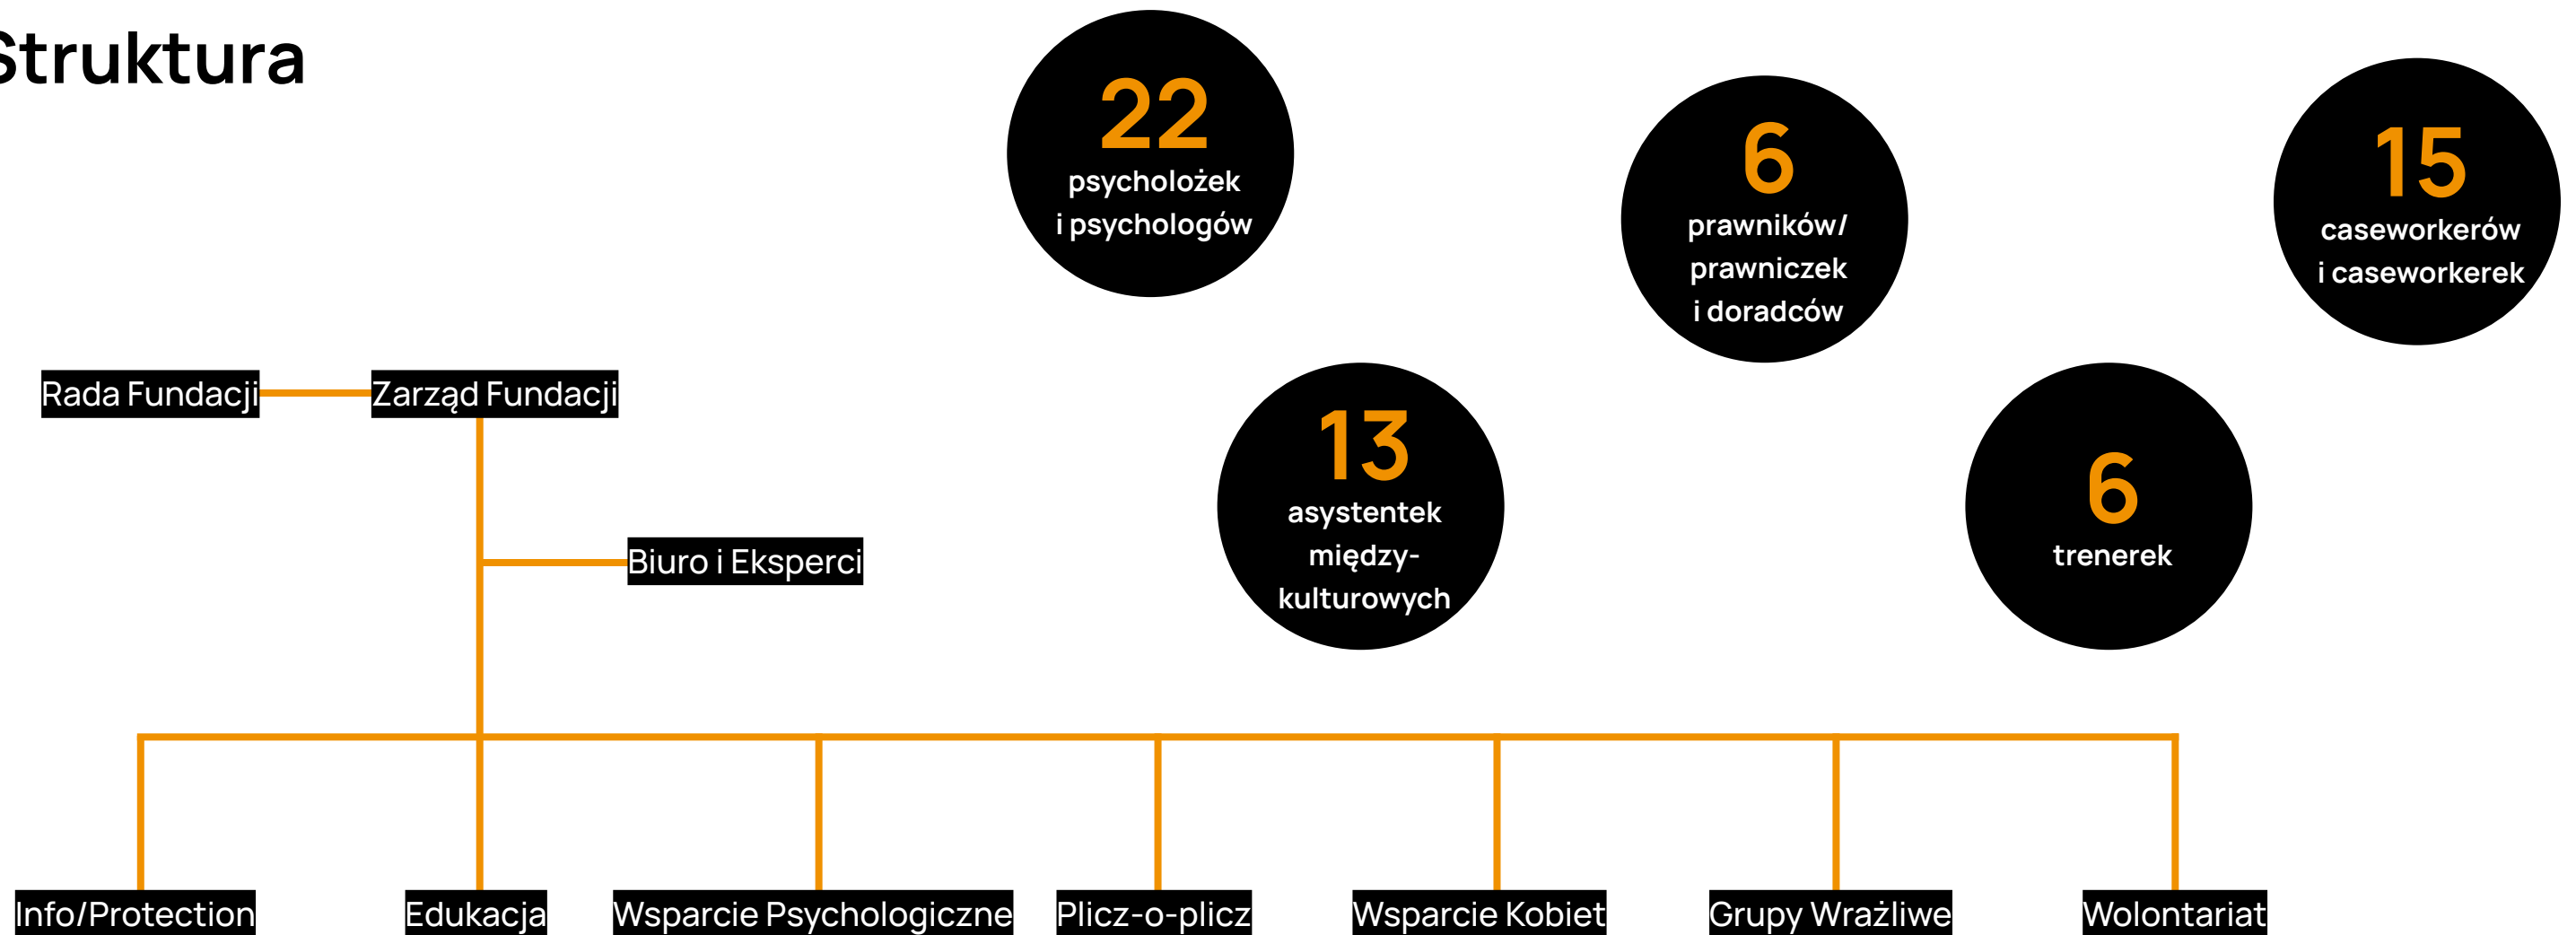 Struktura
22
psycholożek
i psychologów
6
prawników/
prawniczek
i doradców
15
caseworkerów
i caseworkerek
13
asystentek
między-
kulturowych
6
trenerek
Rada Fundacji
Zarząd Fundacji
Biuro i Eksperci
Info/Protection
Edukacja
Wsparcie Psychologiczne
Plicz-o-plicz
Wsparcie Kobiet
Grupy Wrażliwe
Wolontariat